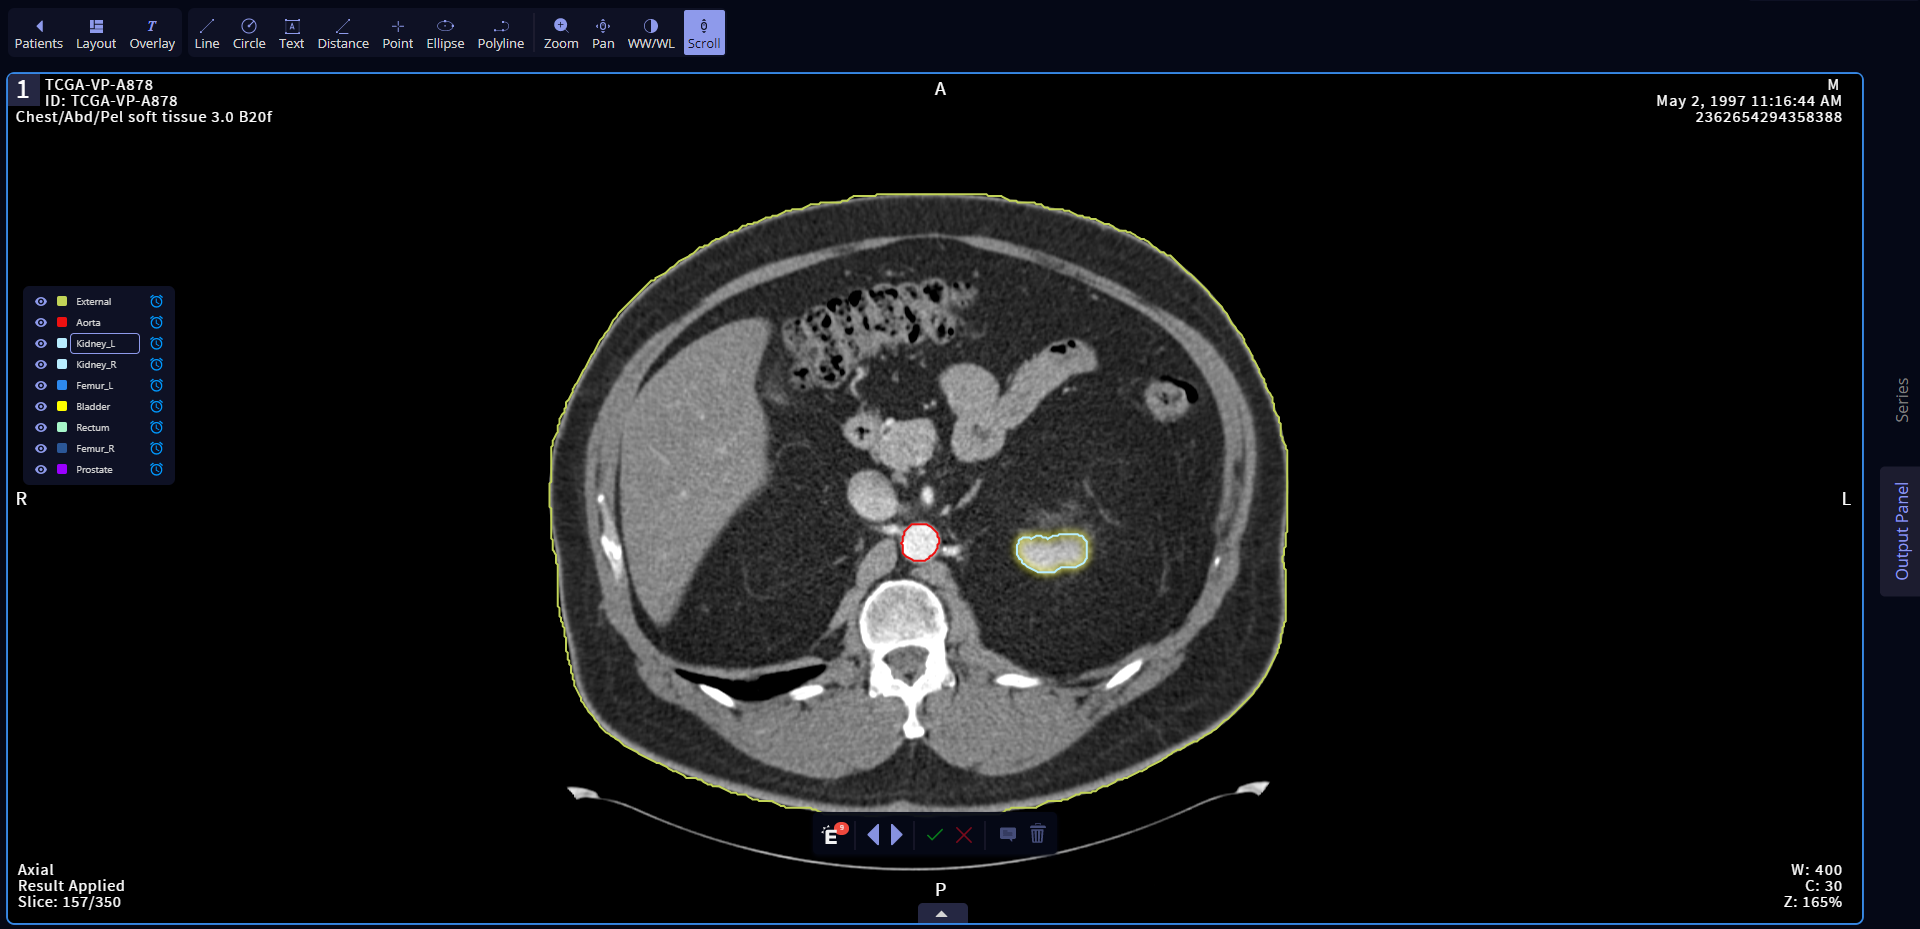 Patients Layout Overlay Line Circle Text Distance Point Ellipse Polyline Zoom Pan WW/WL Scroll
1
TCGA-VP-A878
ID: TCGA-VP-A878
Chest/Abd/Pel soft tissue 3.0 B20f
A
M
May 2, 1997 11:16:44 AM
2362654294358388
External
Aorta
Kidney_L
Kidney_R
Femur_L
Bladder
Rectum
Femur_R
Prostate
R
L
Series
Output Panel
E 9
Axial
Result Applied
Slice: 157/350
P
W: 400
C: 30
Z: 165%